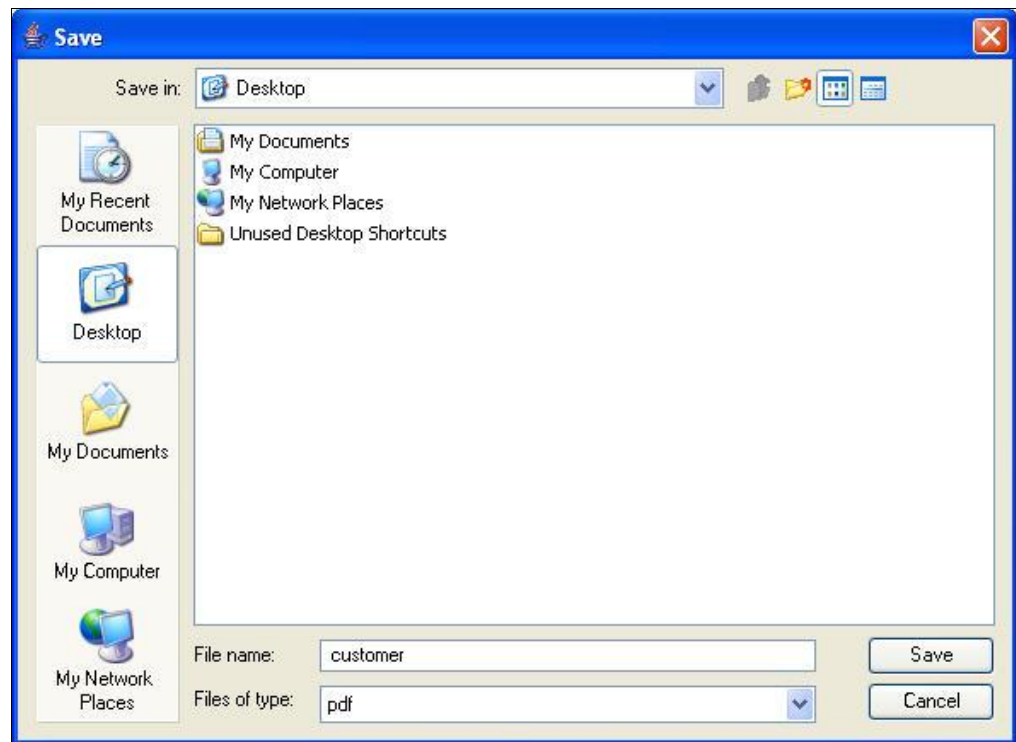 Save
Save in:
Desktop
My Recent
Documents
Desktop
My Documents
My Computer
My Network
Places
My Documents
My Computer
My Network Places
Unused Desktop Shortcuts
File name:
customer
Save
Files of type:
pdf
Cancel